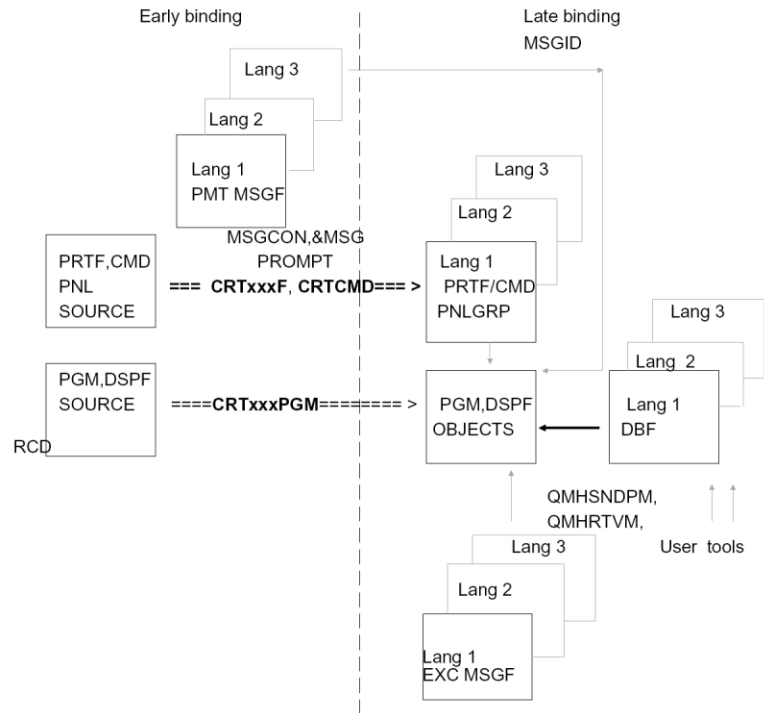 Early binding
Late binding
MSGID
Lang 3
Lang 2
Lang 1
PMT MSGF
Lang 3
Lang 2
MSGCON,&MSG
PROMPT
PRTF,CMD
PNL
SOURCE
=== CRTxxxF, CRTCMD=== >
Lang 1
PRTF/CMD
PNLGRP
Lang 3
Lang 2
PGM,DSPF
SOURCE
RCD
====CRTxxxPGM======== >
PGM,DSPF
OBJECTS
Lang 1
DBF
QMHSNDPM,
QMHRTVM,
User tools
Lang 3
Lang 2
Lang 1
EXC MSGF